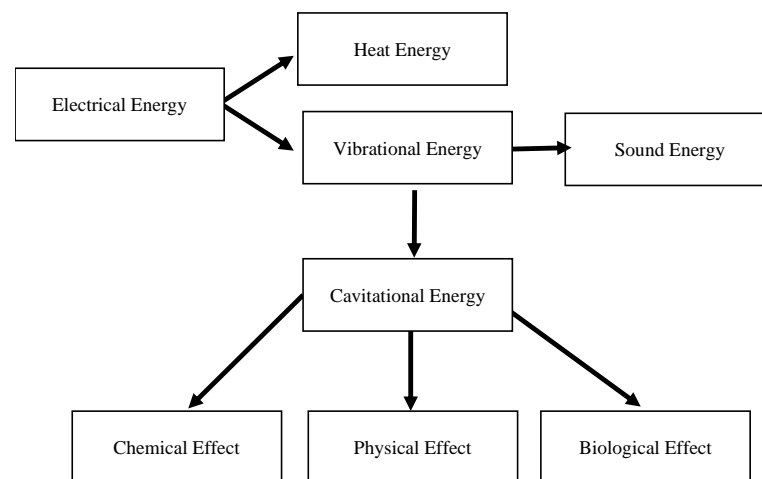 Heat Energy
Electrical Energy
Vibrational Energy
Sound Energy
Cavitational Energy
Chemical Effect
Physical Effect
Biological Effect